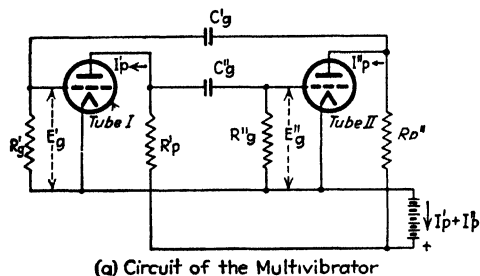 C'g
I'p
C"g
I"p
Tube I
Tube II
R'g
E'g
R'p
R"g
E"g
Rp"
I'p+I"p
+
(a) Circuit of the Multivibrator